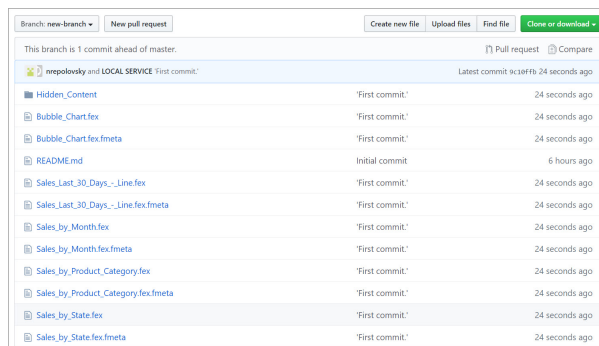 Branch: new-branch New pull request Create new file Upload files Find file Clone or download
This branch is 1 commit ahead of master. Pull request Compare
nrepolovsky and LOCAL SERVICE 'First commit.' Latest commit 9c10ffb 24 seconds ago
Hidden_Content 'First commit.' 24 seconds ago
Bubble_Chart.fex 'First commit.' 24 seconds ago
Bubble_Chart.fex.fmeta 'First commit.' 24 seconds ago
README.md Initial commit 6 hours ago
Sales_Last_30_Days_-_Line.fex 'First commit.' 24 seconds ago
Sales_Last_30_Days_-_Line.fex.fmeta 'First commit.' 24 seconds ago
Sales_by_Month.fex 'First commit.' 24 seconds ago
Sales_by_Month.fex.fmeta 'First commit.' 24 seconds ago
Sales_by_Product_Category.fex 'First commit.' 24 seconds ago
Sales_by_Product_Category.fex.fmeta 'First commit.' 24 seconds ago
Sales_by_State.fex 'First commit.' 24 seconds ago
Sales_by_State.fex.fmeta 'First commit.' 24 seconds ago